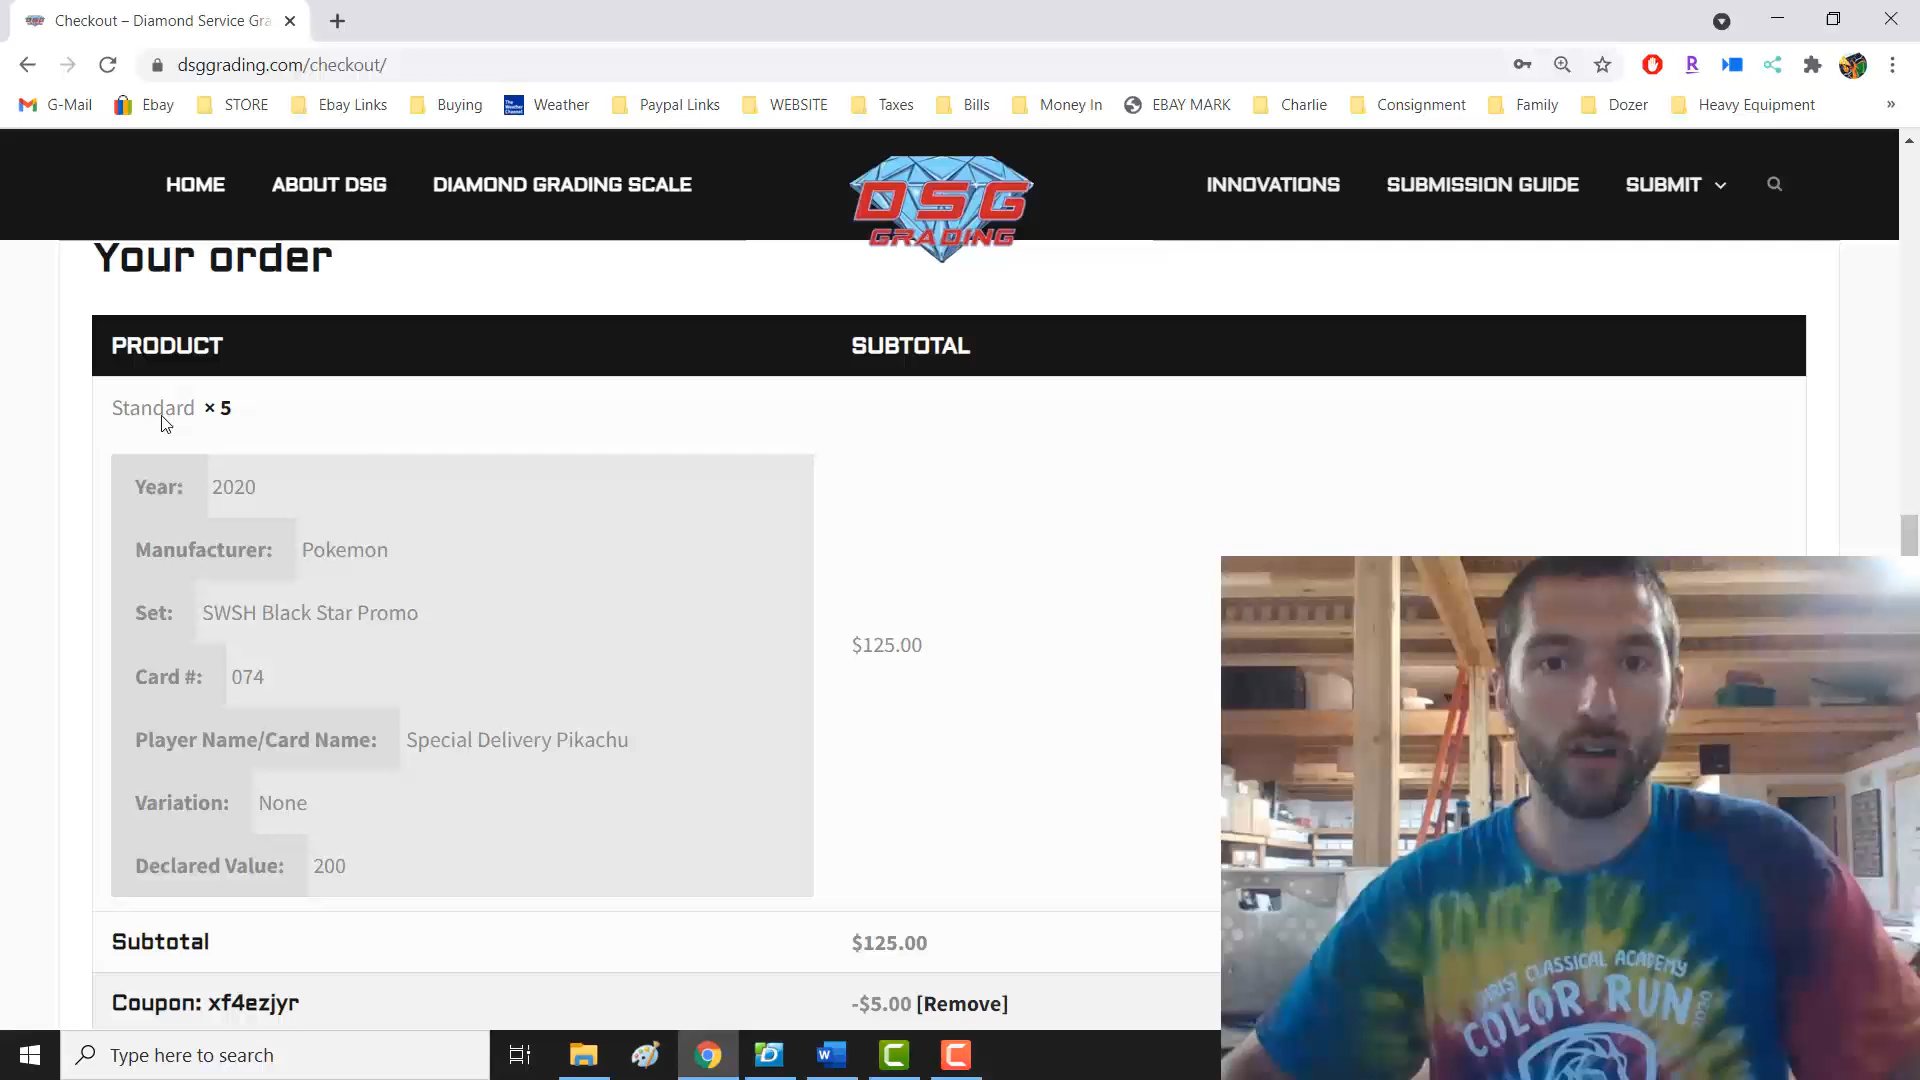 Checkout – Diamond Service Gra
dsggrading.com/checkout/
G-Mail Ebay STORE Ebay Links Buying Weather Paypal Links WEBSITE Taxes Bills Money In EBAY MARK Charlie Consignment Family Dozer Heavy Equipment »
HOME ABOUT DSG DIAMOND GRADING SCALE DSG GRADING INNOVATIONS SUBMISSION GUIDE SUBMIT
Your order
PRODUCT SUBTOTAL
Standard × 5
Year: 2020
Manufacturer: Pokemon
Set: SWSH Black Star Promo
$125.00
Card #: 074
Player Name/Card Name: Special Delivery Pikachu
Variation: None
Declared Value: 200
Subtotal $125.00
Coupon: xf4ezjyr -$5.00 [Remove]
CLASSICAL ACADEMY
COLOR RUN
Type here to search